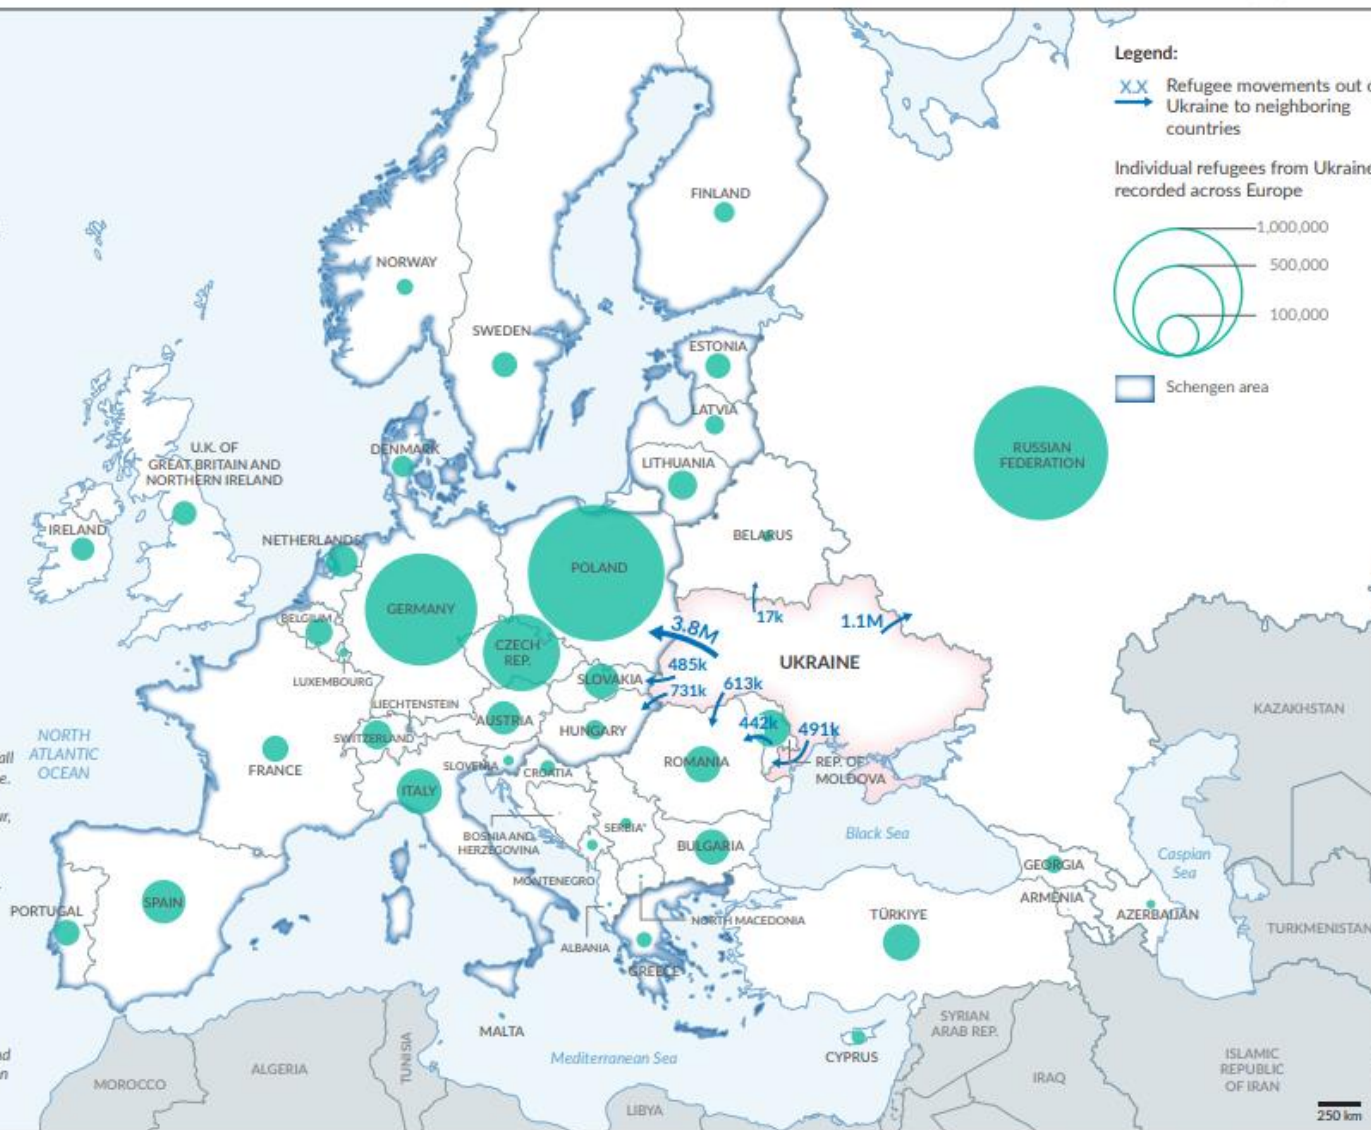 Legend:
X.X Refugee movements out o
Ukraine to neighboring
countries
Individual refugees from Ukraine
recorded across Europe
1,000,000
500,000
100,000
Schengen area
FINLAND
NORWAY
SWEDEN
ESTONIA
LATVIA
LITHUANIA
DENMARK
U.K. OF
GREAT BRITAIN AND
NORTHERN IRELAND
IRELAND
NETHERLANDS
RUSSIAN
FEDERATION
BELARUS
POLAND
GERMANY
BELGIUM
CZECH
REP.
17k
1.1M
3.8M
UKRAINE
485k
731k
613k
442k
491k
LUXEMBOURG
SLOVAKIA
LIECHTENSTEIN
AUSTRIA
SWITZERLAND
HUNGARY
NORTH
ATLANTIC
OCEAN
FRANCE
SLOVENIA
CROATIA
ROMANIA
REP. OF
MOLDOVA
KAZAKHSTAN
ITALY
BOSNIA AND
HERZEGOVINA
SERBIA
BULGARIA
Black Sea
Caspian
Sea
GEORGIA
MONTENEGRO
ARMENIA
AZERBAIJAN
SPAIN
PORTUGAL
NORTH MACEDONIA
TÜRKIYE
TURKMENISTAN
ALBANIA
GREECE
MALTA
Mediterranean Sea
CYPRUS
SYRIAN
ARAB REP.
MOROCCO
ALGERIA
TUNISIA
LIBYA
IRAQ
ISLAMIC
REPUBLIC
OF IRAN
250 km
all
e.
ur,
nd
n